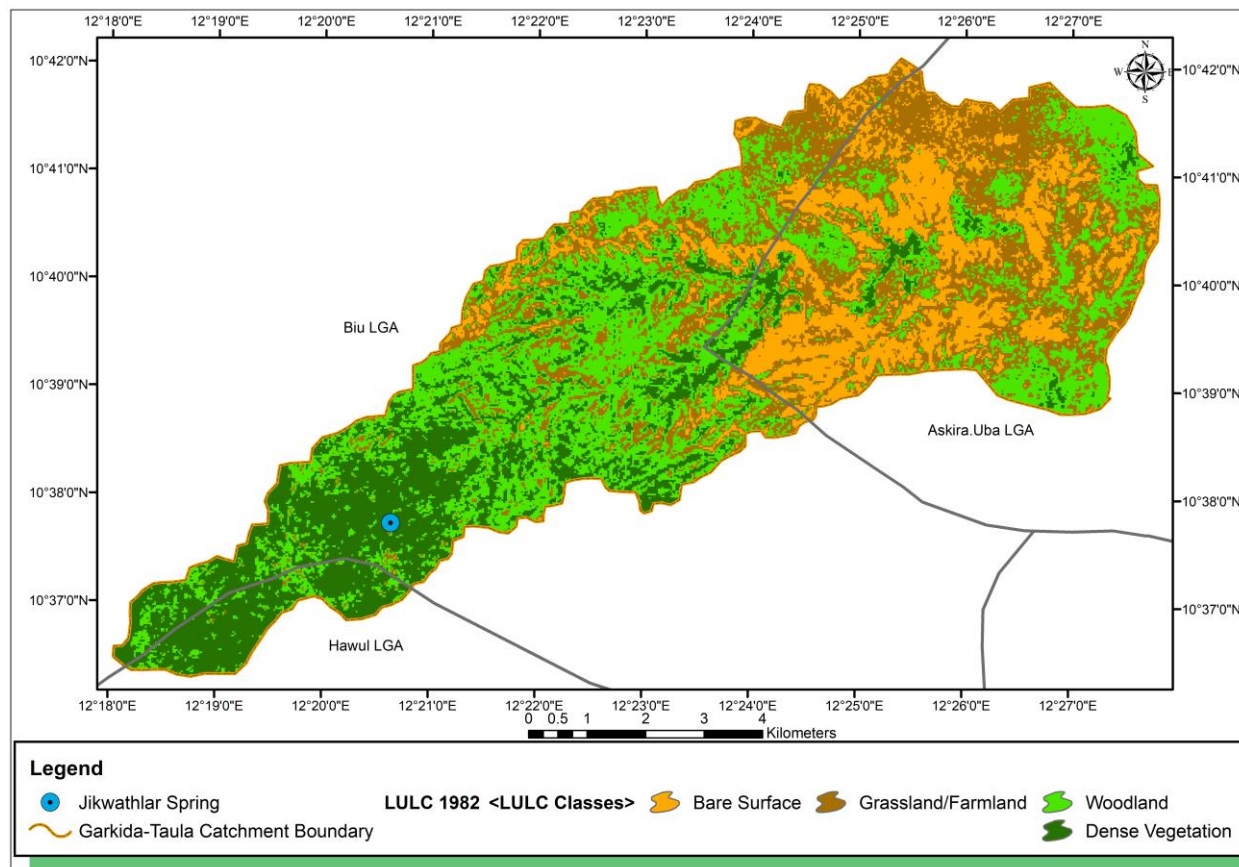 12°18'0"E 12°19'0"E 12°20'0"E 12°21'0"E 12°22'0"E 12°23'0"E 12°24'0"E 12°25'0"E 12°26'0"E 12°27'0"E
N
W E
S
10°42'0"N 10°42'0"N
10°41'0"N 10°41'0"N
10°40'0"N 10°40'0"N
Biu LGA
10°39'0"N 10°39'0"N
Askira.Uba LGA
10°38'0"N 10°38'0"N
10°37'0"N 10°37'0"N
Hawul LGA
12°18'0"E 12°19'0"E 12°20'0"E 12°21'0"E 12°22'0"E 12°23'0"E 12°24'0"E 12°25'0"E 12°26'0"E 12°27'0"E
0 0.5 1 2 3 4
Kilometers
Legend
Jikwathlar Spring LULC 1982 <LULC Classes> Bare Surface Grassland/Farmland Woodland
Garkida-Taula Catchment Boundary Dense Vegetation